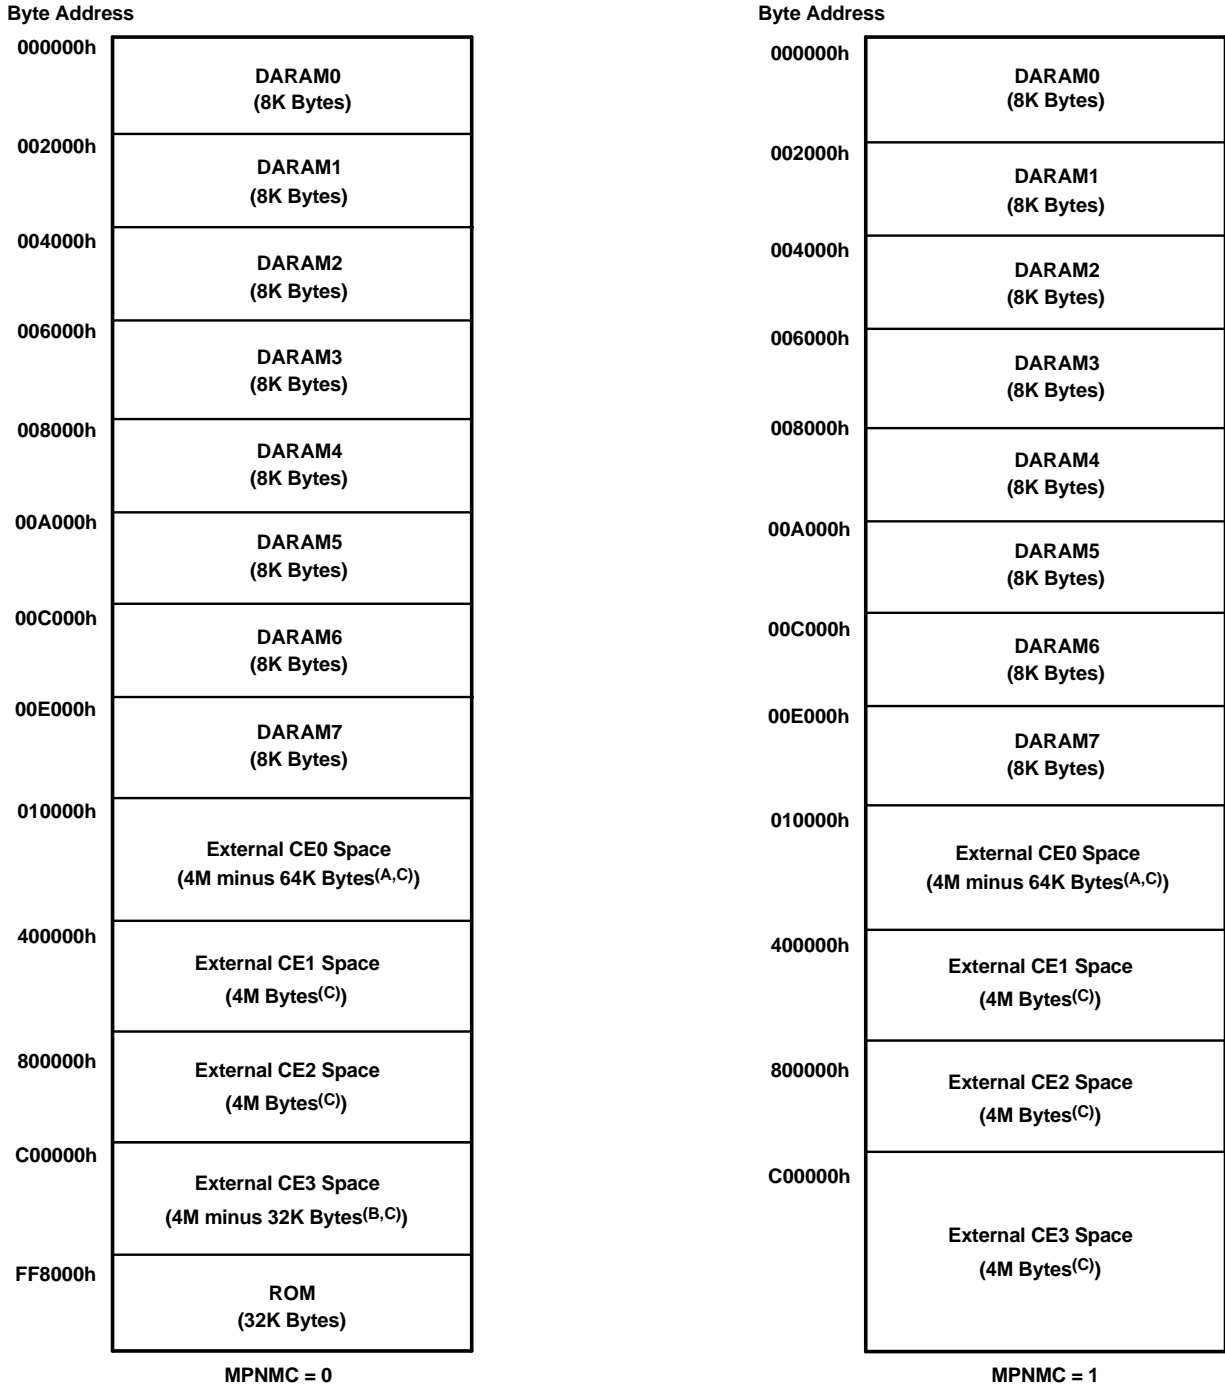 Byte Address
000000h
DARAM0
(8K Bytes)
002000h
DARAM1
(8K Bytes)
004000h
DARAM2
(8K Bytes)
006000h
DARAM3
(8K Bytes)
008000h
DARAM4
(8K Bytes)
00A000h
DARAM5
(8K Bytes)
00C000h
DARAM6
(8K Bytes)
00E000h
DARAM7
(8K Bytes)
010000h
External CE0 Space
(4M minus 64K Bytes(A,C))
400000h
External CE1 Space
(4M Bytes(C))
800000h
External CE2 Space
(4M Bytes(C))
C00000h
External CE3 Space
(4M minus 32K Bytes(B,C))
FF8000h
ROM
(32K Bytes)
MPNMC = 0
Byte Address
000000h
DARAM0
(8K Bytes)
002000h
DARAM1
(8K Bytes)
004000h
DARAM2
(8K Bytes)
006000h
DARAM3
(8K Bytes)
008000h
DARAM4
(8K Bytes)
00A000h
DARAM5
(8K Bytes)
00C000h
DARAM6
(8K Bytes)
00E000h
DARAM7
(8K Bytes)
010000h
External CE0 Space
(4M minus 64K Bytes(A,C))
400000h
External CE1 Space
(4M Bytes(C))
800000h
External CE2 Space
(4M Bytes(C))
C00000h
External CE3 Space
(4M Bytes(C))
MPNMC = 1